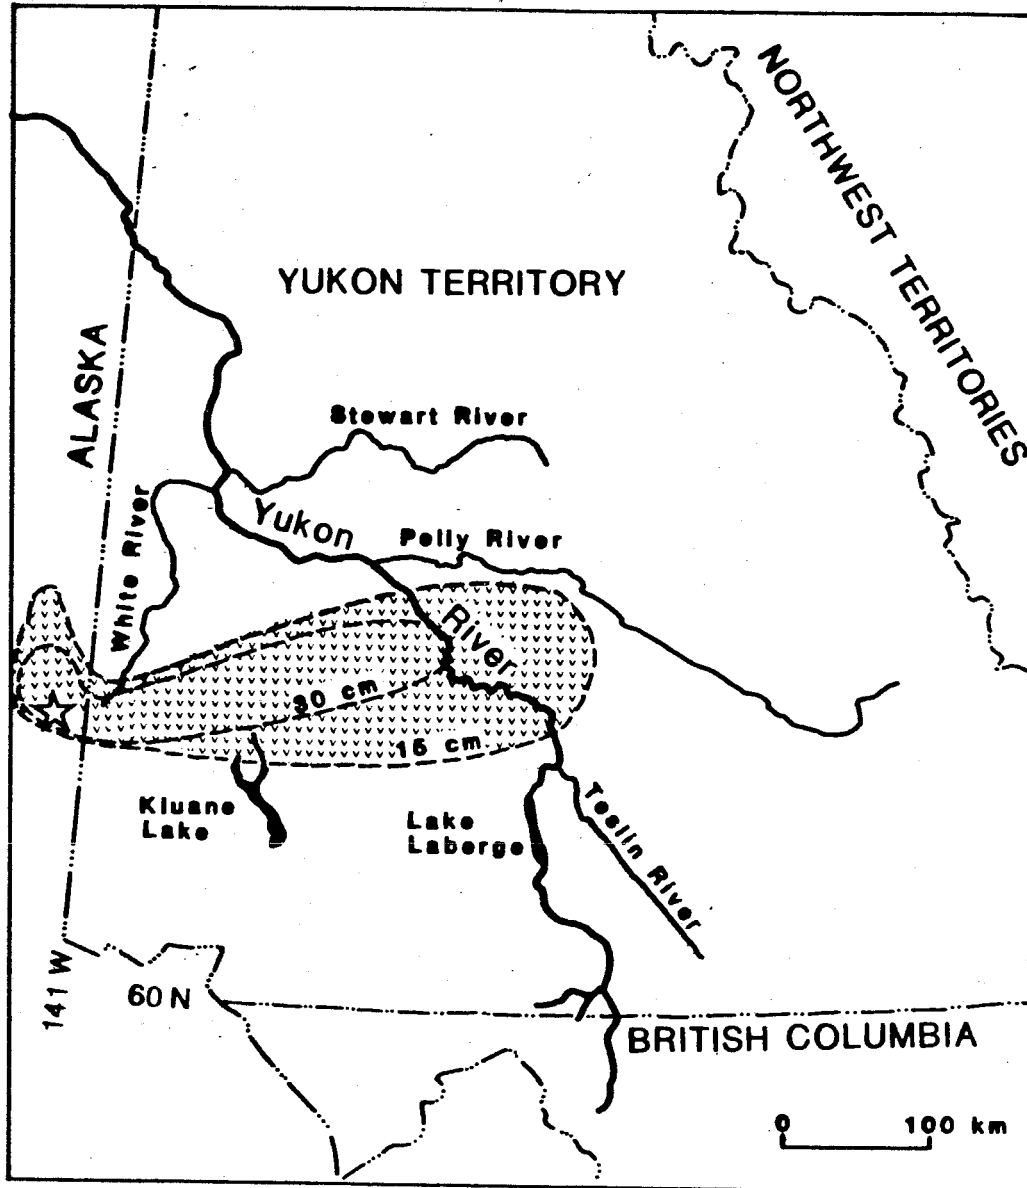 NORTHWEST TERRITORIES
YUKON TERRITORY
ALASKA
Stewart River
White River
Yukon
Pelly River
River
30 cm
15 cm
Kluane
Lake
Lake
Laberge
Teslin River
141 W
60 N
BRITISH COLUMBIA
0 100 km